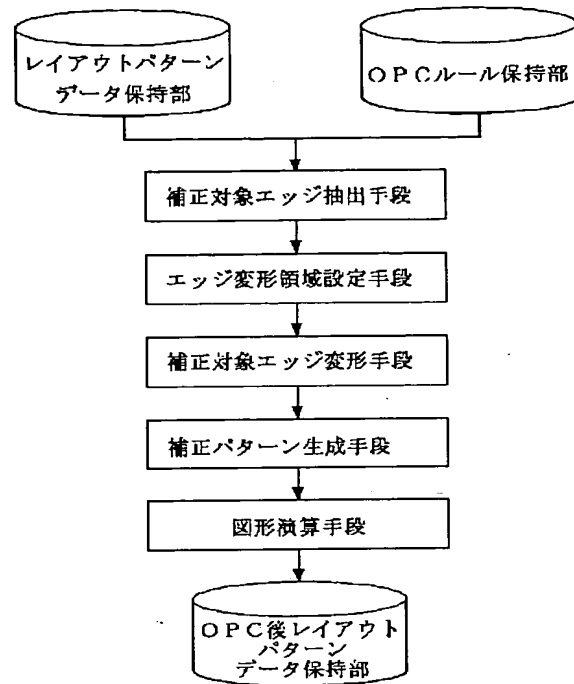 レイアウトパターン
データ保持部
ＯＰＣルール保持部
補正対象エッジ抽出手段
エッジ変形領域設定手段
補正対象エッジ変形手段
補正パターン生成手段
図形演算手段
ＯＰＣ後レイアウト
パターン
データ保持部